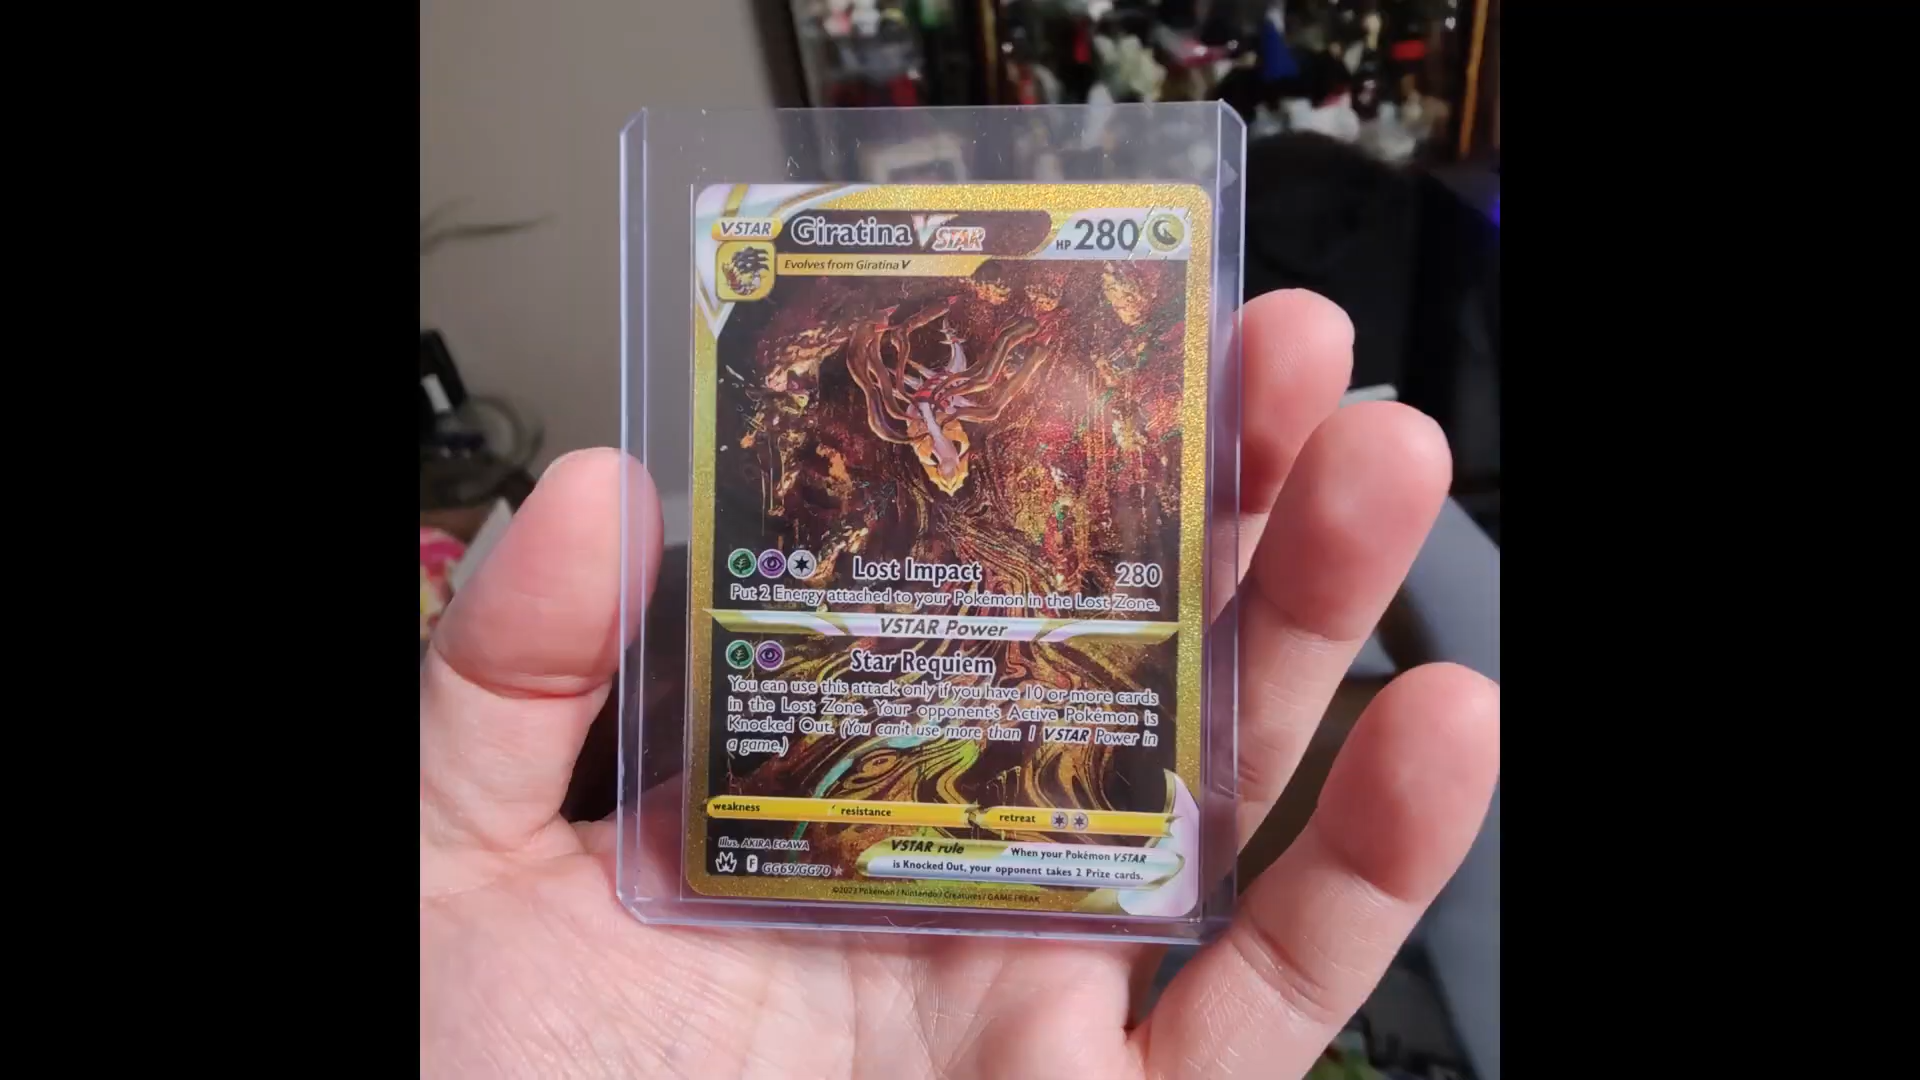 VSTAR Giratina VSTAR HP 280
Evolves from Giratina V
Lost Impact 280
Put 2 Energy attached to your Pokémon in the Lost Zone.
VSTAR Power
Star Requiem
You can use this attack only if you have 10 or more cards
in the Lost Zone. Your opponent's Active Pokémon is
Knocked Out. (You can't use more than 1 VSTAR Power in
a game.)
weakness resistance retreat
Illus. AKIRA EGAWA
VSTAR rule When your Pokémon VSTAR
is Knocked Out, your opponent takes 2 Prize cards.
F GG69/GG70
©2023 Pokémon / Nintendo / Creatures / GAME FREAK